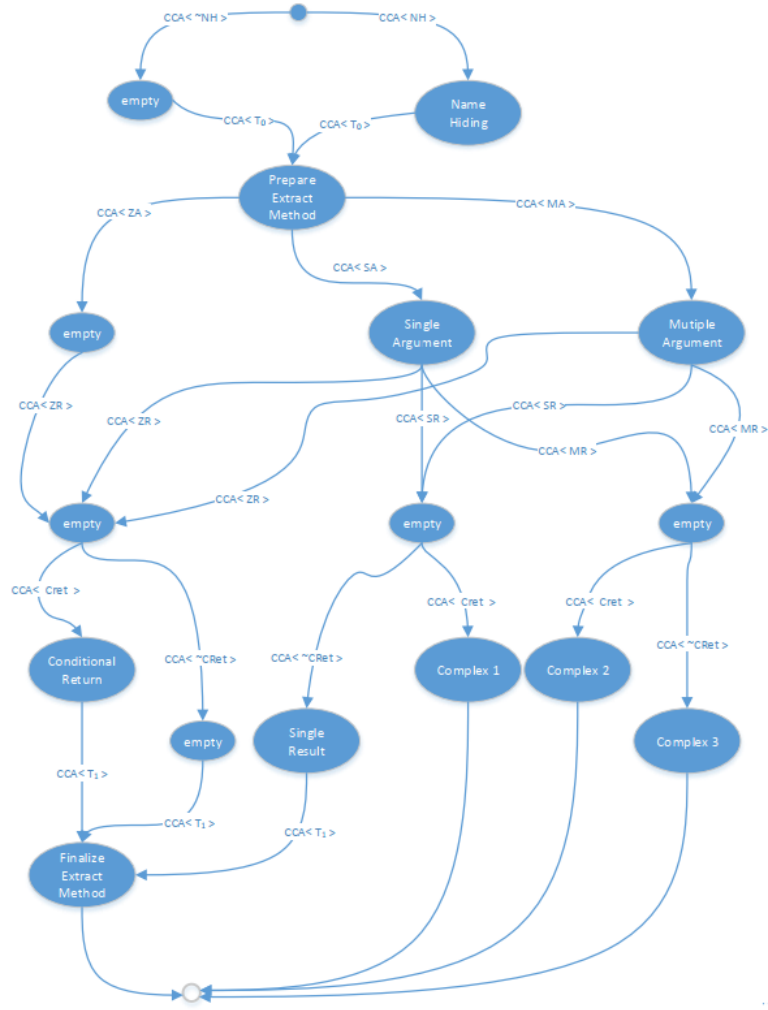 CCA< ~NH >
CCA< NH >
empty
Name
Hiding
CCA< T₀ >
CCA< T₀ >
Prepare
Extract
Method
CCA< ZA >
CCA< MA >
CCA< SA >
empty
Single
Argument
Mutiple
Argument
CCA< ZR >
CCA< ZR >
CCA< SR >
CCA< SR >
CCA< MR >
CCA< MR >
CCA< ZR >
empty
empty
empty
CCA< Cret >
CCA< Cret >
CCA< Cret >
CCA< ~CRet >
CCA< ~CRet >
CCA< ~CRet >
Conditional
Return
Complex 1
Complex 2
empty
Single
Result
Complex 3
CCA< T₁ >
CCA< T₁ >
CCA< T₁ >
Finalize
Extract
Method